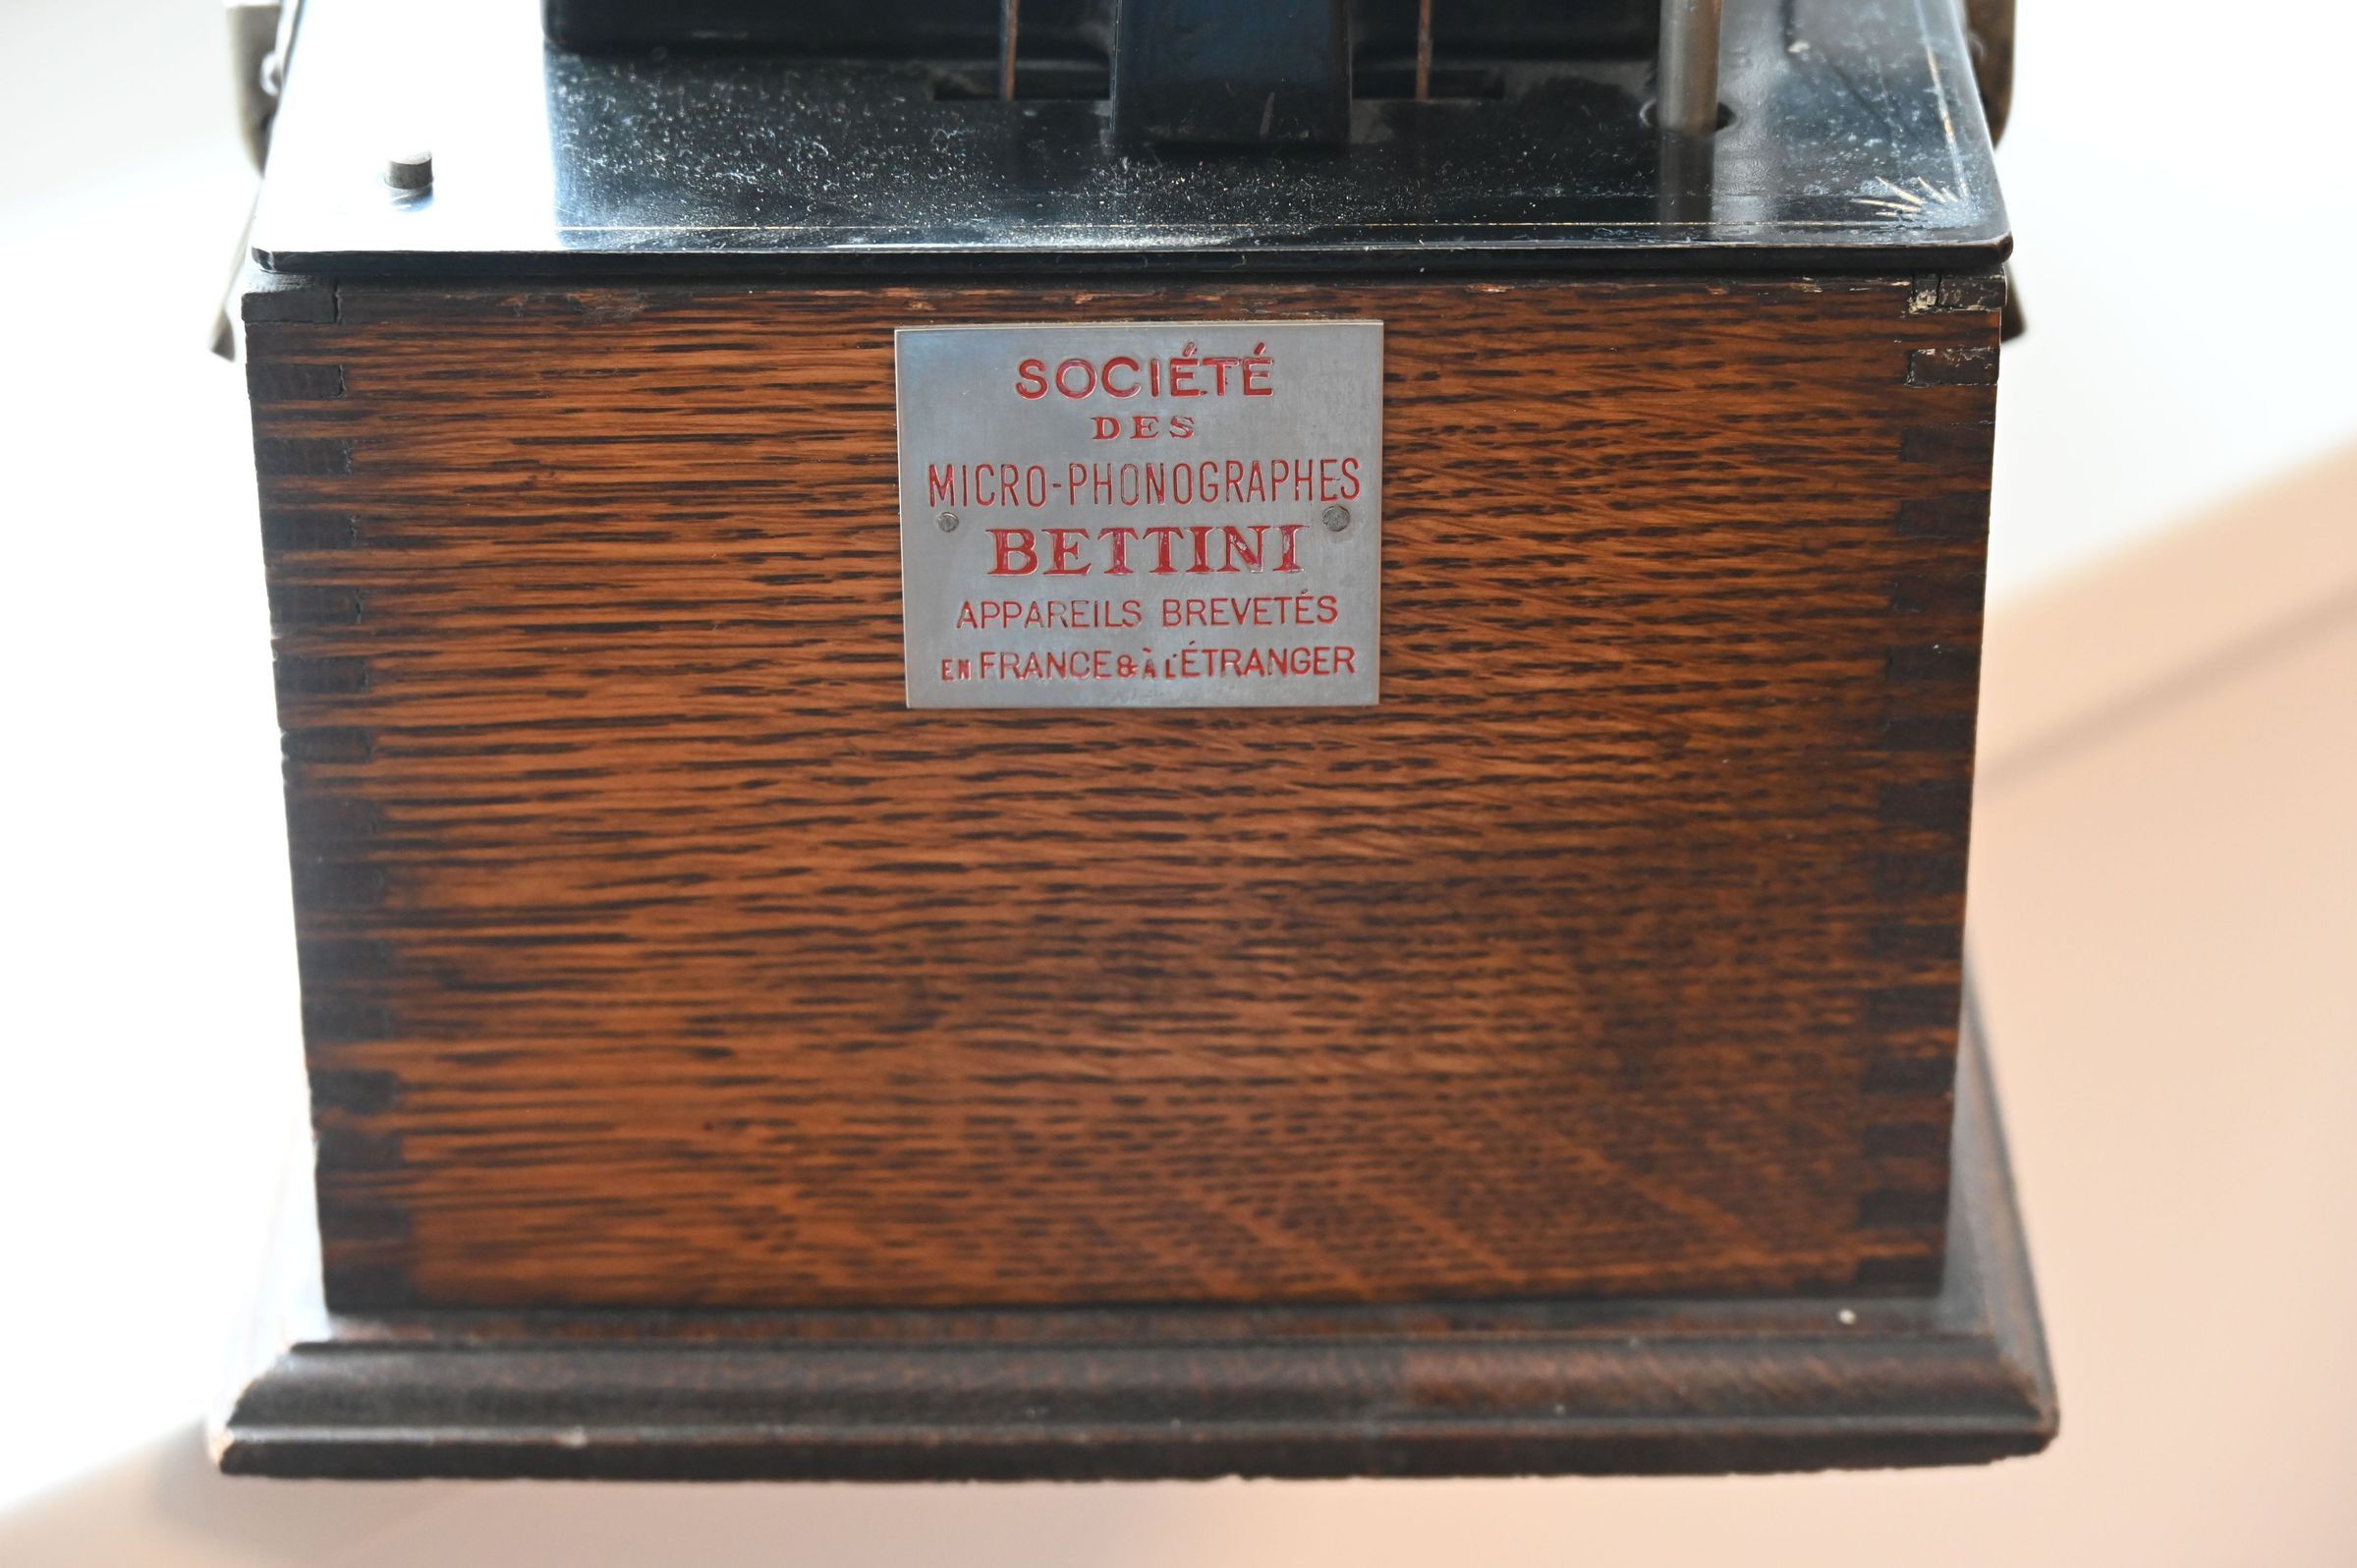 SOCIÉTÉ
DES
MICRO-PHONOGRAPHES
BETTINI
APPAREILS BREVETÉS
EN FRANCE & À L'ÉTRANGER